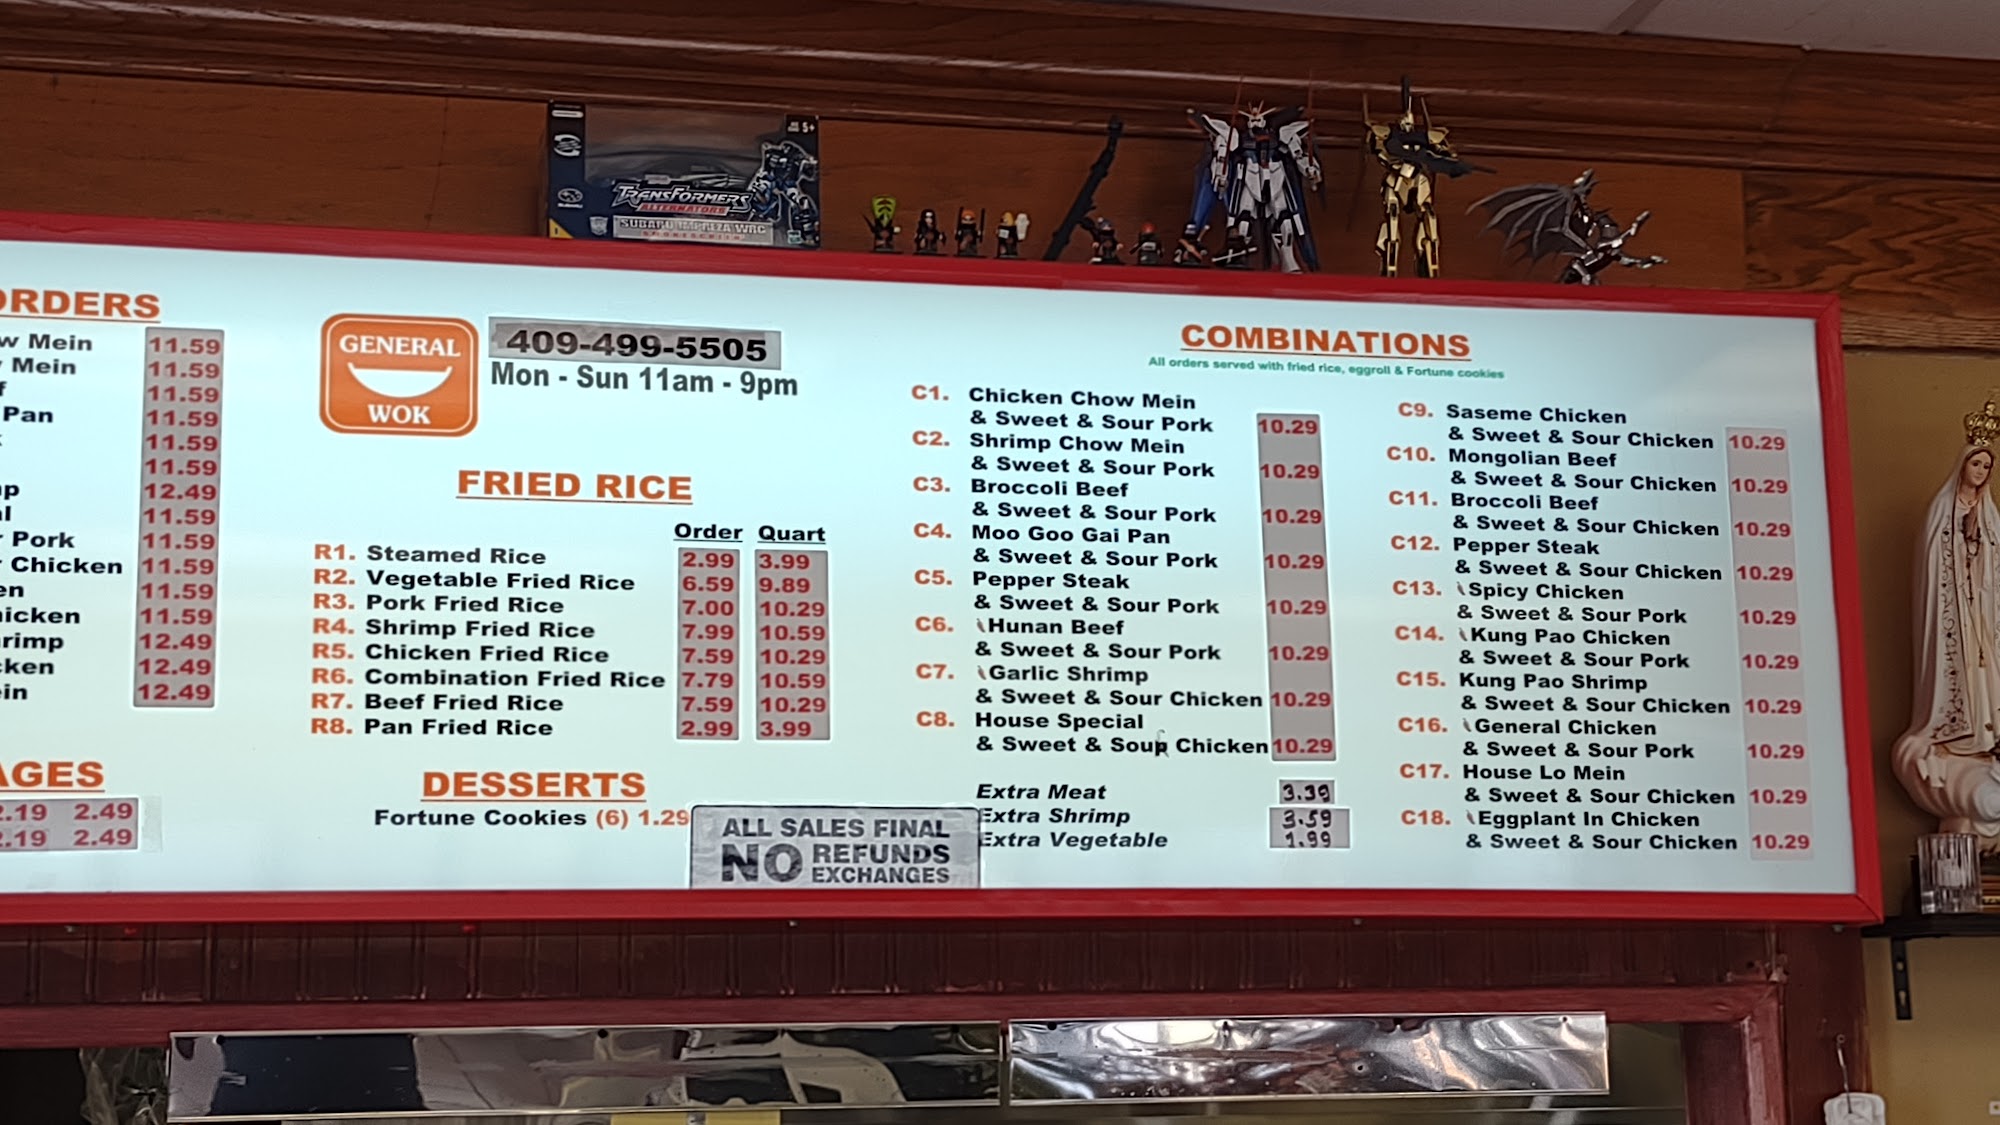 5+
TRANSFORMERS
ALTERNATORS
SUBARU
SUBARU IMPREZA WRC
ORDERS
w Mein 11.59
Mein 11.59
f 11.59
Pan 11.59
11.59
11.59
p 12.49
l 11.59
Pork 11.59
Chicken 11.59
en 11.59
hicken 11.59
rimp 12.49
ken 12.49
in 12.49
AGES
2.19 2.49
2.19 2.49
GENERAL
WOK
409-499-5505
Mon - Sun 11am - 9pm
FRIED RICE
Order Quart
R1. Steamed Rice 2.99 3.99
R2. Vegetable Fried Rice 6.59 9.89
R3. Pork Fried Rice 7.00 10.29
R4. Shrimp Fried Rice 7.99 10.59
R5. Chicken Fried Rice 7.59 10.29
R6. Combination Fried Rice 7.79 10.59
R7. Beef Fried Rice 7.59 10.29
R8. Pan Fried Rice 2.99 3.99
DESSERTS
Fortune Cookies (6) 1.29
ALL SALES FINAL
NO REFUNDS
EXCHANGES
COMBINATIONS
All orders served with fried rice, eggroll & Fortune cookies
C1. Chicken Chow Mein
& Sweet & Sour Pork 10.29
C2. Shrimp Chow Mein
& Sweet & Sour Pork 10.29
C3. Broccoli Beef
& Sweet & Sour Pork 10.29
C4. Moo Goo Gai Pan
& Sweet & Sour Pork 10.29
C5. Pepper Steak
& Sweet & Sour Pork 10.29
C6. Hunan Beef
& Sweet & Sour Pork 10.29
C7. Garlic Shrimp
& Sweet & Sour Chicken 10.29
C8. House Special
& Sweet & Soup Chicken 10.29
Extra Meat 3.39
Extra Shrimp 3.59
Extra Vegetable 1.99
C9. Saseme Chicken
& Sweet & Sour Chicken 10.29
C10. Mongolian Beef
& Sweet & Sour Chicken 10.29
C11. Broccoli Beef
& Sweet & Sour Chicken 10.29
C12. Pepper Steak
& Sweet & Sour Chicken 10.29
C13. Spicy Chicken
& Sweet & Sour Pork 10.29
C14. Kung Pao Chicken
& Sweet & Sour Pork 10.29
C15. Kung Pao Shrimp
& Sweet & Sour Chicken 10.29
C16. General Chicken
& Sweet & Sour Pork 10.29
C17. House Lo Mein
& Sweet & Sour Chicken 10.29
C18. Eggplant In Chicken
& Sweet & Sour Chicken 10.29